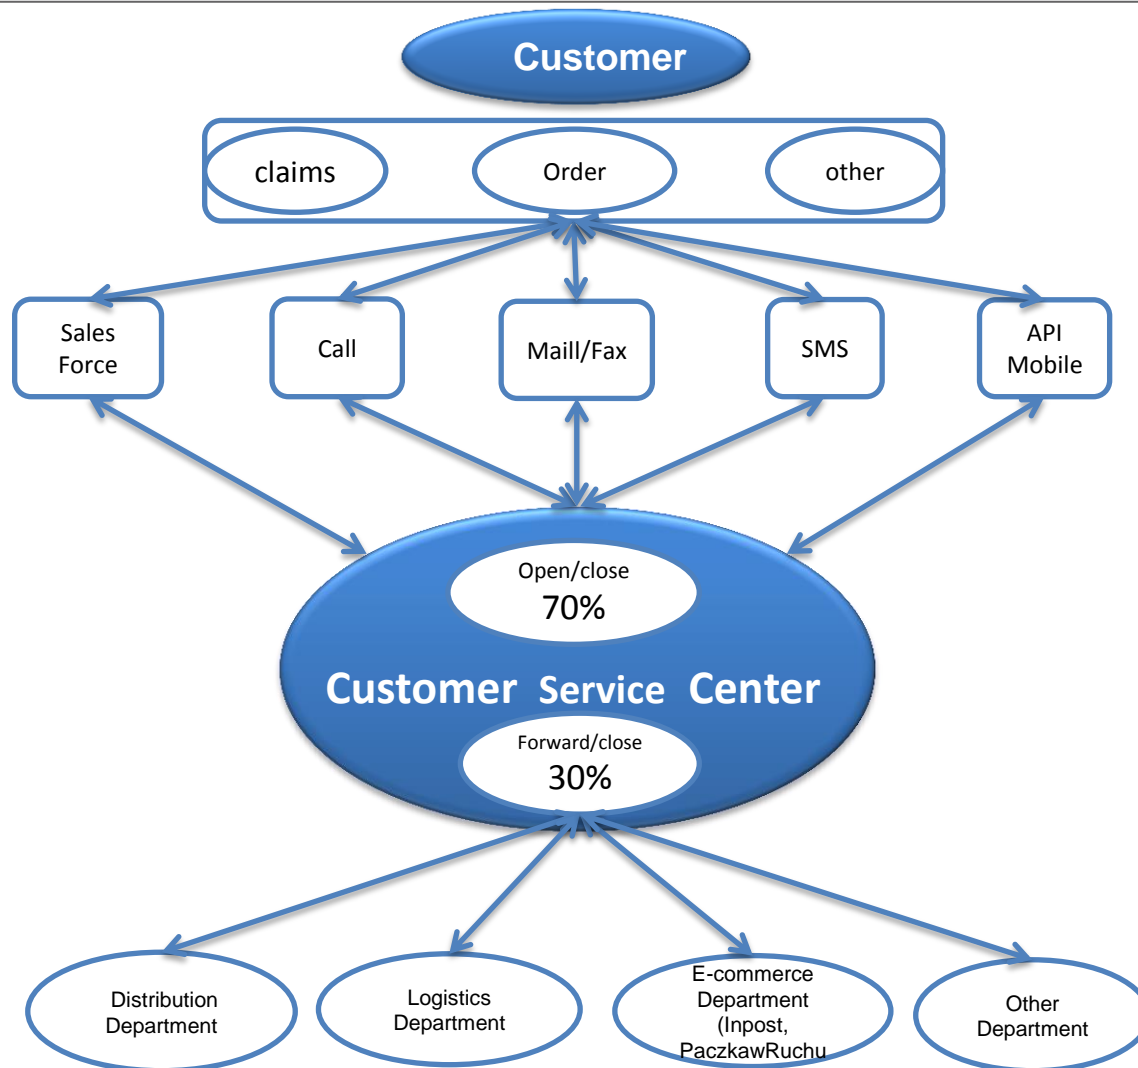 Customer
claims
Order
other
Sales
Force
Call
Maill/Fax
SMS
API
Mobile
Open/close
70%
Customer Service Center
Forward/close
30%
Distribution
Department
Logistics
Department
E-commerce
Department
(Inpost,
PaczkawRuchu
Other
Department